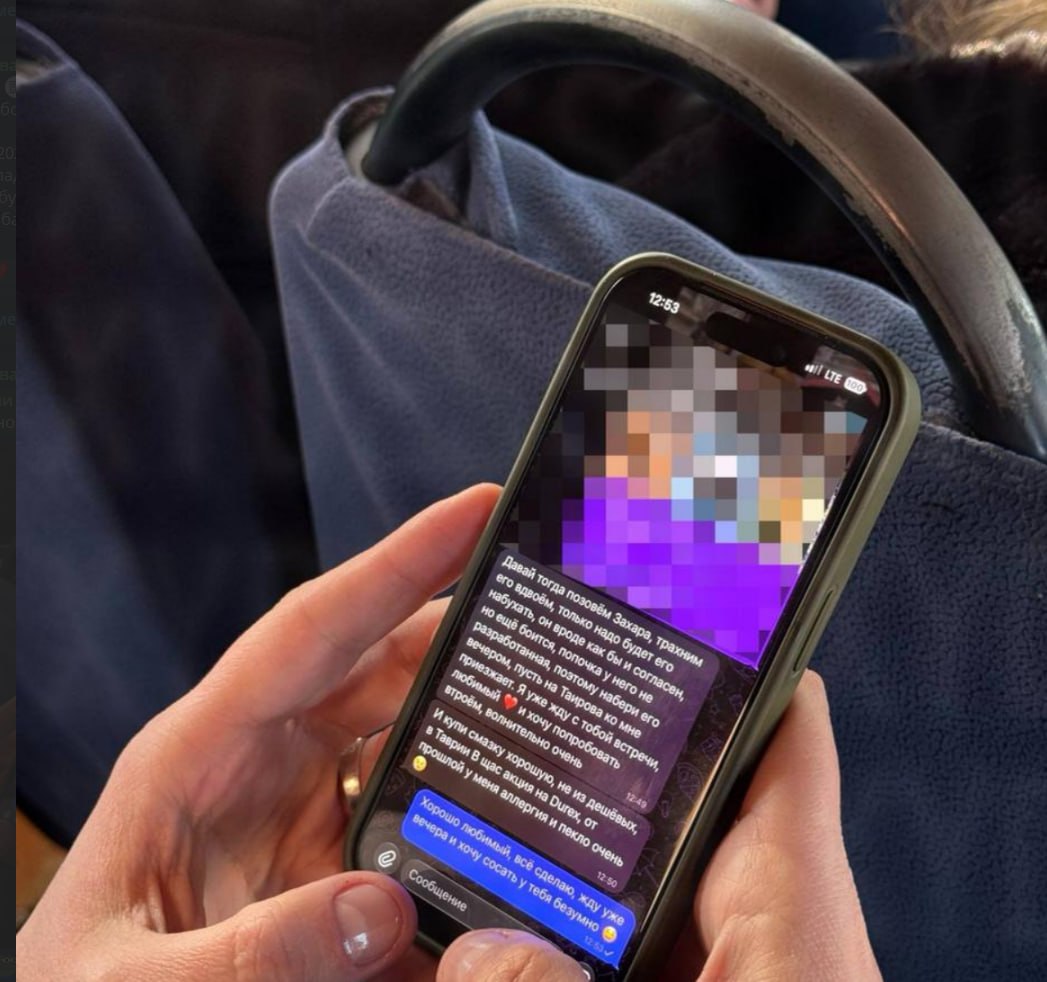 12:53
LTE 100
Давай тогда позовём Захара, трахним
его вдвоём, только надо будет его
набухать, он вроде как бы и согласен,
но ещё боится, попочка у него не
разработанная, поэтому набери его
вечером, пусть на Таирова ко мне
приезжает. Я уже жду с тобой встречи,
любимый ❤️ и хочу попробовать
втроём, волнительно очень
12:49
И купи смазку хорошую, не из дешёвых,
в Таврии В щас акция на Durex, от
прошлой у меня аллергия и пекло очень
😢
12:50
Хорошо любимый, всё сделаю, жду уже
вечера и хочу сосать у тебя безумно 😉
12:53
Сообщение